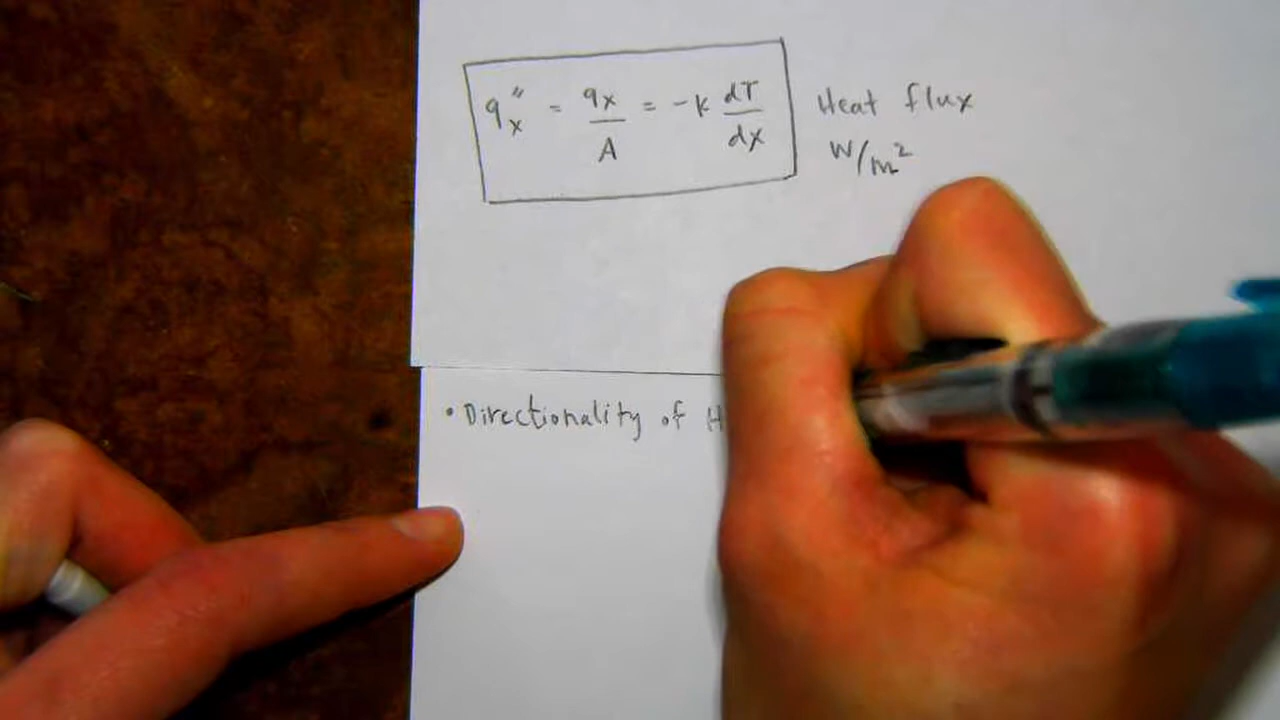 q''x = qx/A = -k dT/dx Heat flux
W/m²
• Directionality of H